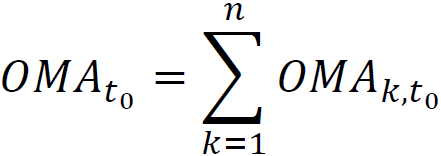 $OMA_{t_0} = \sum_{k=1}^{n} OMA_{k,t_0}$